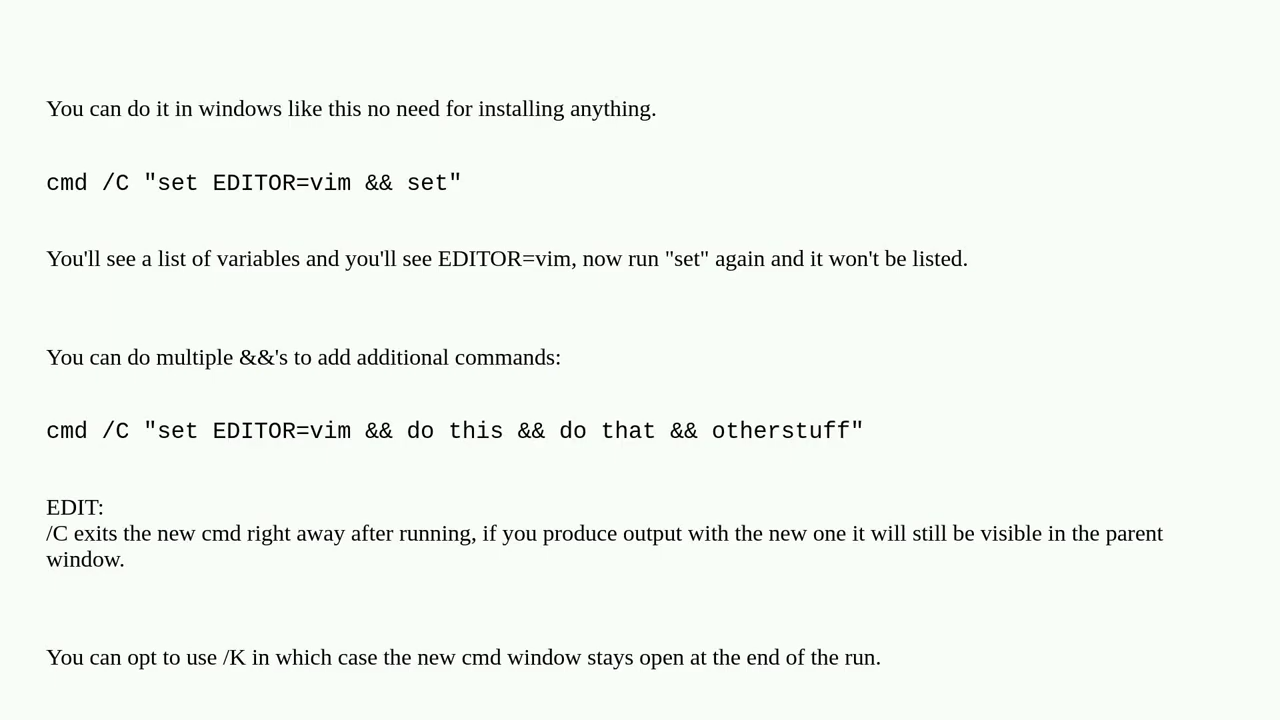 You can do it in windows like this no need for installing anything.
cmd /C "set EDITOR=vim && set"
You'll see a list of variables and you'll see EDITOR=vim, now run "set" again and it won't be listed.
You can do multiple &&'s to add additional commands:
cmd /C "set EDITOR=vim && do this && do that && otherstuff"
EDIT:
/C exits the new cmd right away after running, if you produce output with the new one it will still be visible in the parent
window.
You can opt to use /K in which case the new cmd window stays open at the end of the run.